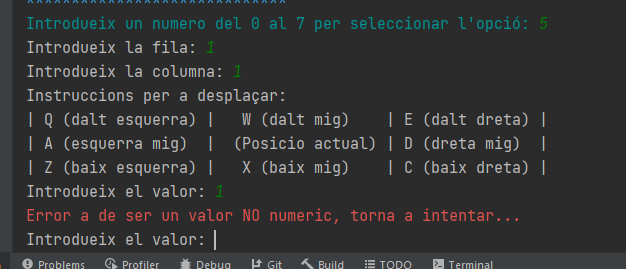 Introdueix un numero del 0 al 7 per seleccionar l'opció: 5
Introdueix la fila: 1
Introdueix la columna: 1
Instruccions per a desplaçar:
| Q (dalt esquerra) |   W (dalt mig)    | E (dalt dreta) |
| A (esquerra mig)  |  (Posicio actual) | D (dreta mig)  |
| Z (baix esquerra) |   X (baix mig)    | C (baix dreta) |
Introdueix el valor: 1
Error a de ser un valor NO numeric, torna a intentar...
Introdueix el valor:
Problems Profiler Debug Git Build TODO Terminal